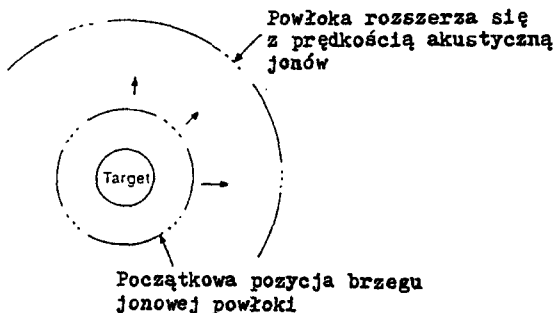 Powłoka rozszerza się
z prędkością akustyczną
jonów
Target
Początkowa pozycja brzegu
jonowej powłoki